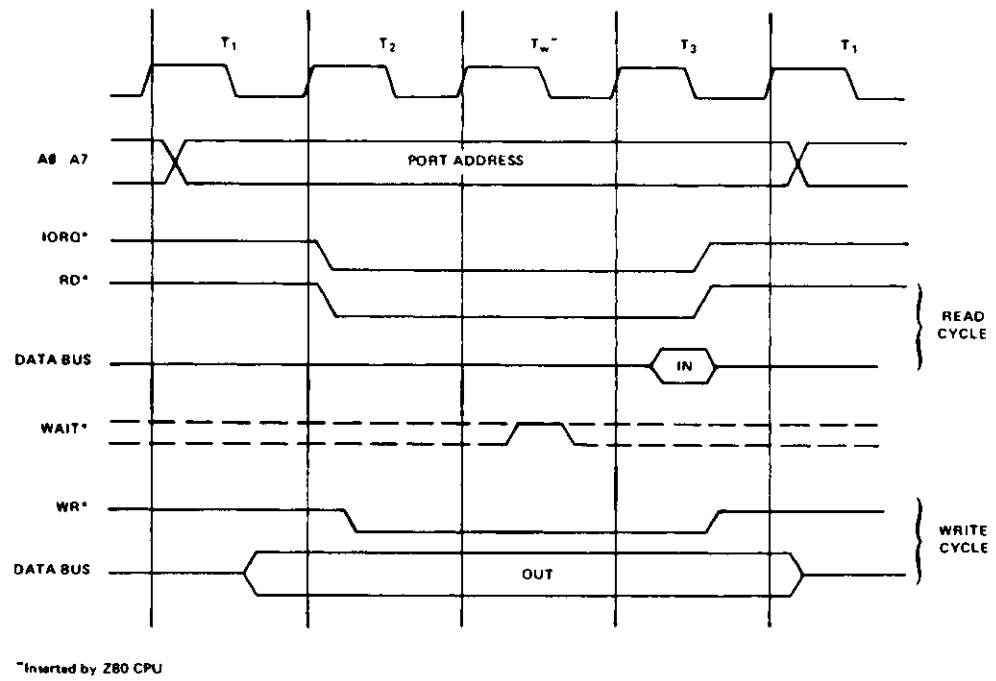 T1 T2 Tw* T3 T1
A0 A7 PORT ADDRESS
IORQ*
RD*
READ
CYCLE
DATA BUS IN
WAIT*
WR*
WRITE
CYCLE
DATA BUS OUT
*Inserted by Z80 CPU